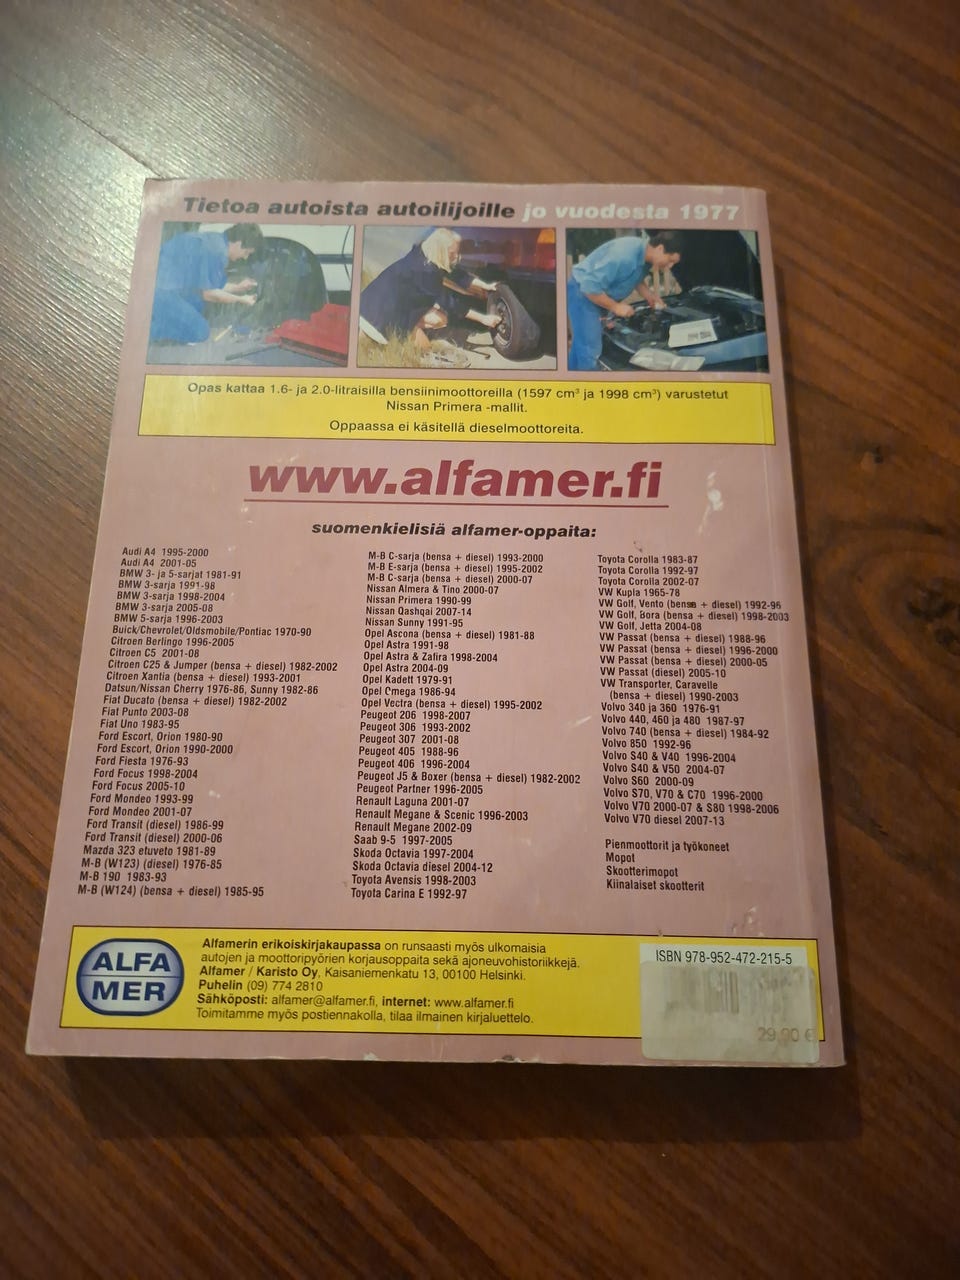 Tietoa autoista autoilijoille jo vuodesta 1977
Opas kattaa 1.6- ja 2.0-litraisilla bensiinimoottoreilla (1597 cm³ ja 1998 cm³) varustetut
Nissan Primera -mallit.
Oppaassa ei käsitellä dieselmoottoreita.
www.alfamer.fi
suomenkielisiä alfamer-oppaita:
Audi A4 1995-2000
Audi A4 2001-05
BMW 3- ja 5-sarjat 1981-91
BMW 3-sarja 1991-98
BMW 3-sarja 1998-2004
BMW 3-sarja 2005-08
BMW 5-sarja 1996-2003
Buick/Chevrolet/Oldsmobile/Pontiac 1970-90
Citroen Berlingo 1996-2005
Citroen C5 2001-08
Citroen C25 & Jumper (bensa + diesel) 1982-2002
Citroen Xantia (bensa + diesel) 1993-2001
Datsun/Nissan Cherry 1976-86, Sunny 1982-86
Fiat Ducato (bensa + diesel) 1982-2002
Fiat Punto 2003-08
Fiat Uno 1983-95
Ford Escort, Orion 1980-90
Ford Escort, Orion 1990-2000
Ford Fiesta 1976-93
Ford Focus 1998-2004
Ford Focus 2005-10
Ford Mondeo 1993-99
Ford Mondeo 2001-07
Ford Transit (diesel) 1986-99
Ford Transit (diesel) 2000-06
Mazda 323 etuveto 1981-89
M-B (W123) (diesel) 1976-85
M-B 190 1983-93
M-B (W124) (bensa + diesel) 1985-95
M-B C-sarja (bensa + diesel) 1993-2000
M-B E-sarja (bensa + diesel) 1995-2002
M-B C-sarja (bensa + diesel) 2000-07
Nissan Almera & Tino 2000-07
Nissan Primera 1990-99
Nissan Qashqai 2007-14
Nissan Sunny 1991-95
Opel Ascona (bensa + diesel) 1981-88
Opel Astra 1991-98
Opel Astra & Zafira 1998-2004
Opel Astra 2004-09
Opel Kadett 1979-91
Opel Omega 1986-94
Opel Vectra (bensa + diesel) 1995-2002
Peugeot 206 1998-2007
Peugeot 306 1993-2002
Peugeot 307 2001-08
Peugeot 405 1988-96
Peugeot 406 1996-2004
Peugeot J5 & Boxer (bensa + diesel) 1982-2002
Peugeot Partner 1996-2005
Renault Laguna 2001-07
Renault Megane & Scenic 1996-2003
Renault Megane 2002-09
Saab 9-5 1997-2005
Skoda Octavia 1997-2004
Skoda Octavia diesel 2004-12
Toyota Avensis 1998-2003
Toyota Carina E 1992-97
Toyota Corolla 1983-87
Toyota Corolla 1992-97
Toyota Corolla 2002-07
VW Kupla 1965-78
VW Golf, Vento (bensa + diesel) 1992-96
VW Golf, Bora (bensa + diesel) 1998-2003
VW Golf, Jetta 2004-08
VW Passat (bensa + diesel) 1988-96
VW Passat (bensa + diesel) 1996-2000
VW Passat (bensa + diesel) 2000-05
VW Passat (diesel) 2005-10
VW Transporter, Caravelle
(bensa + diesel) 1990-2003
Volvo 340 ja 360 1976-91
Volvo 440, 460 ja 480 1987-97
Volvo 740 (bensa + diesel) 1984-92
Volvo 850 1992-96
Volvo S40 & V40 1996-2004
Volvo S40 & V50 2004-07
Volvo S60 2000-09
Volvo S70, V70 & C70 1996-2000
Volvo V70 2000-07 & S80 1998-2006
Volvo V70 diesel 2007-13
Pienmoottorit ja työkoneet
Mopot
Skootterimopot
Kiinalaiset skootterit
ALFA
MER
Alfamerin erikoiskirjakaupassa on runsaasti myös ulkomaisia
autojen ja moottoripyörien korjausoppaita sekä ajoneuvohistoriikkejä.
Alfamer / Karisto Oy, Kaisaniemenkatu 13, 00100 Helsinki.
Puhelin (09) 774 2810
Sähköposti: alfamer@alfamer.fi, internet: www.alfamer.fi
Toimitamme myös postiennakolla, tilaa ilmainen kirjaluettelo.
ISBN 978-952-472-215-5
29,00 €